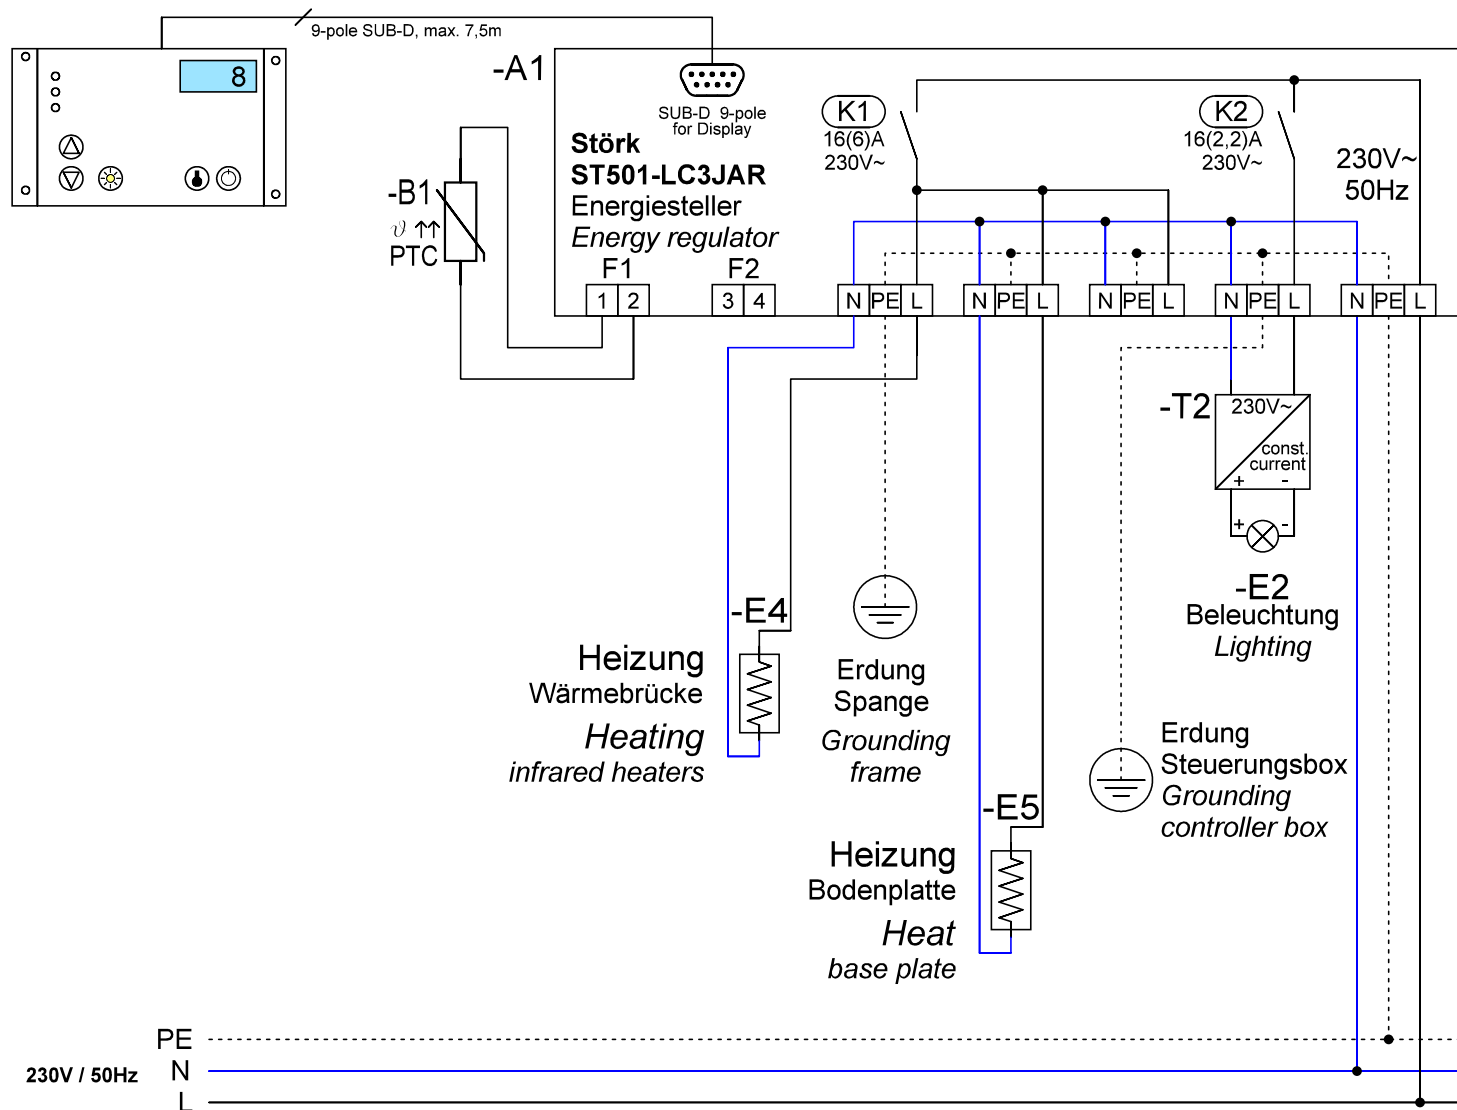 9-pole SUB-D, max. 7,5m
8
-A1
SUB-D 9-pole
for Display
Störk
ST501-LC3JAR
Energiesteller
Energy regulator
K1
16(6)A
230V~
K2
16(2,2)A
230V~
230V~
50Hz
-B1
ϑ ↑↑
PTC
F1
F2
1 2
3 4
N PE L
N PE L
N PE L
N PE L
N PE L
-T2
230V~
const.
current
+ -
+ -
-E2
Beleuchtung
Lighting
-E4
Heizung
Wärmebrücke
Heating
infrared heaters
Erdung
Spange
Grounding
frame
-E5
Heizung
Bodenplatte
Heat
base plate
Erdung
Steuerungsbox
Grounding
controller box
230V / 50Hz
PE
N
L